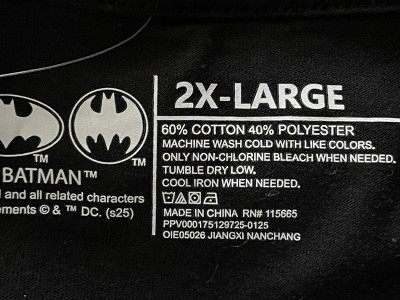 2X-LARGE
60% COTTON 40% POLYESTER
MACHINE WASH COLD WITH LIKE COLORS.
ONLY NON-CHLORINE BLEACH WHEN NEEDED.
TUMBLE DRY LOW.
COOL IRON WHEN NEEDED.
MADE IN CHINA RN# 115665
PPV000175129725-0125
OIE05026 JIANGXI NANCHANG
TM TM
BATMAN™
and all related characters
ements © & ™ DC. (s25)